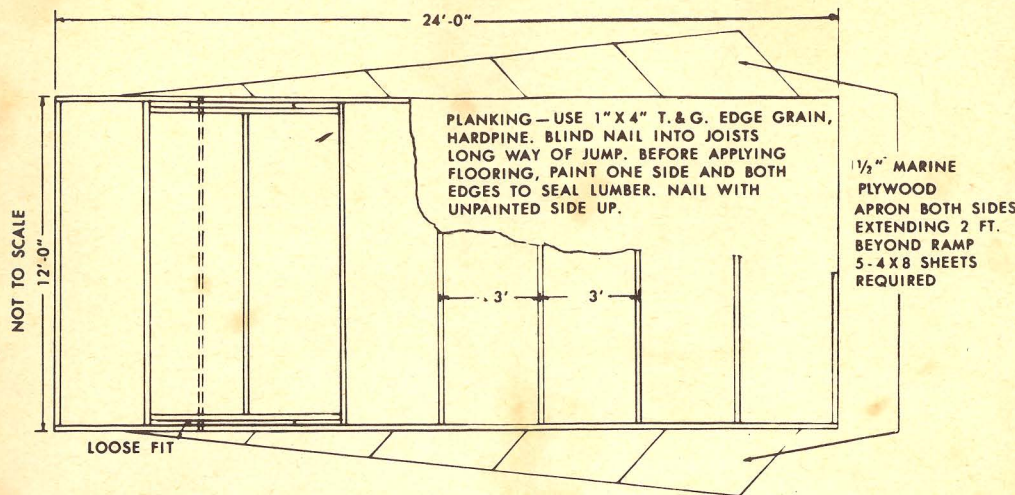 24'-0"
PLANKING—USE 1" X 4" T. & G. EDGE GRAIN,
HARDPINE. BLIND NAIL INTO JOISTS
LONG WAY OF JUMP. BEFORE APPLYING
FLOORING, PAINT ONE SIDE AND BOTH
EDGES TO SEAL LUMBER. NAIL WITH
UNPAINTED SIDE UP.
1/2" MARINE
PLYWOOD
APRON BOTH SIDES
EXTENDING 2 FT.
BEYOND RAMP
5-4X8 SHEETS
REQUIRED
NOT TO SCALE
12'-0"
3'
3'
LOOSE FIT